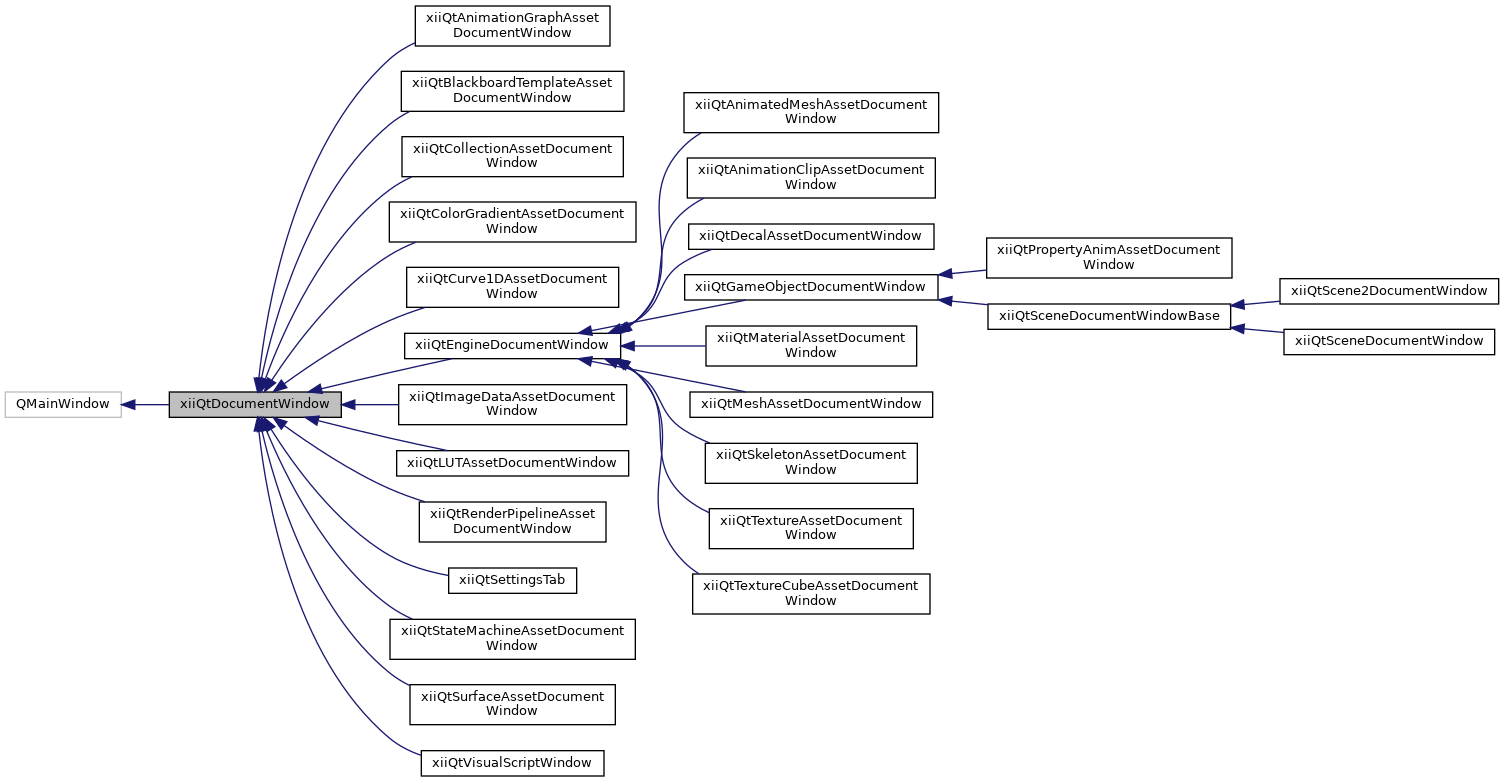 QMainWindow
xiiQtDocumentWindow
xiiQtAnimationGraphAsset
DocumentWindow
xiiQtBlackboardTemplateAsset
DocumentWindow
xiiQtCollectionAssetDocument
Window
xiiQtColorGradientAssetDocument
Window
xiiQtCurve1DAssetDocument
Window
xiiQtEngineDocumentWindow
xiiQtImageDataAssetDocument
Window
xiiQtLUTAssetDocumentWindow
xiiQtRenderPipelineAsset
DocumentWindow
xiiQtSettingsTab
xiiQtStateMachineAssetDocument
Window
xiiQtSurfaceAssetDocument
Window
xiiQtVisualScriptWindow
xiiQtAnimatedMeshAssetDocument
Window
xiiQtAnimationClipAssetDocument
Window
xiiQtDecalAssetDocumentWindow
xiiQtGameObjectDocumentWindow
xiiQtMaterialAssetDocument
Window
xiiQtMeshAssetDocumentWindow
xiiQtSkeletonAssetDocument
Window
xiiQtTextureAssetDocument
Window
xiiQtTextureCubeAssetDocument
Window
xiiQtPropertyAnimAssetDocument
Window
xiiQtSceneDocumentWindowBase
xiiQtScene2DocumentWindow
xiiQtSceneDocumentWindow